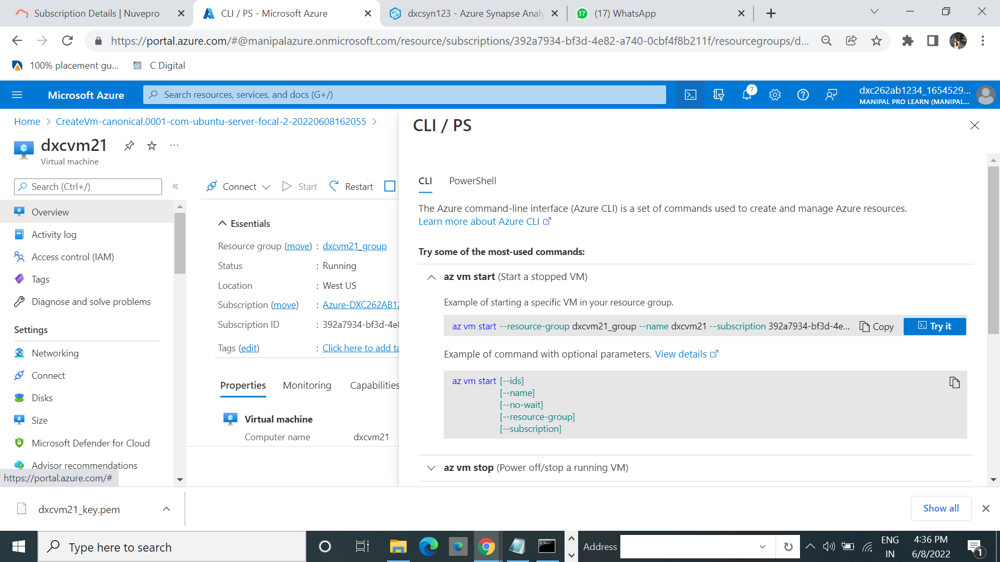 Subscription Details | Nuvepro
CLI / PS - Microsoft Azure
dxcsyn123 - Azure Synapse Analy
17 (17) WhatsApp
https://portal.azure.com/#@manipalazure.onmicrosoft.com/resource/subscriptions/392a7934-bf3d-4e82-a740-0cbf4f8b211f/resourcegroups/d...
100% placement gu...
C Digital
Microsoft Azure
Search resources, services, and docs (G+/)
7
dxc262ab1234_1654529...
MANIPAL PRO LEARN (MANIPAL...
Home > CreateVm-canonical.0001-com-ubuntu-server-focal-2-20220608162055 >
dxcvm21
...
Virtual machine
Search (Ctrl+/)
«
Overview
Activity log
Access control (IAM)
Tags
Diagnose and solve problems
Settings
Networking
Connect
Disks
Size
Microsoft Defender for Cloud
Advisor recommendations
https://portal.azure.com/#
Connect
Start
Restart
Essentials
Resource group (move) : dxcvm21_group
Status : Running
Location : West US
Subscription (move) : Azure-DXC262AB12
Subscription ID : 392a7934-bf3d-4e8
Tags (edit) : Click here to add ta
Properties
Monitoring
Capabilities
Virtual machine
Computer name dxcvm21
CLI / PS
CLI
PowerShell
The Azure command-line interface (Azure CLI) is a set of commands used to create and manage Azure resources.
Learn more about Azure CLI
Try some of the most-used commands:
az vm start (Start a stopped VM)
Example of starting a specific VM in your resource group.
az vm start --resource-group dxcvm21_group --name dxcvm21 --subscription 392a7934-bf3d-4e...
Copy
Try it
Example of command with optional parameters. View details
az vm start [--ids]
[--name]
[--no-wait]
[--resource-group]
[--subscription]
az vm stop (Power off/stop a running VM)
dxcvm21_key.pem
Show all
Type here to search
Address
ENG
IN
4:36 PM
6/8/2022
1